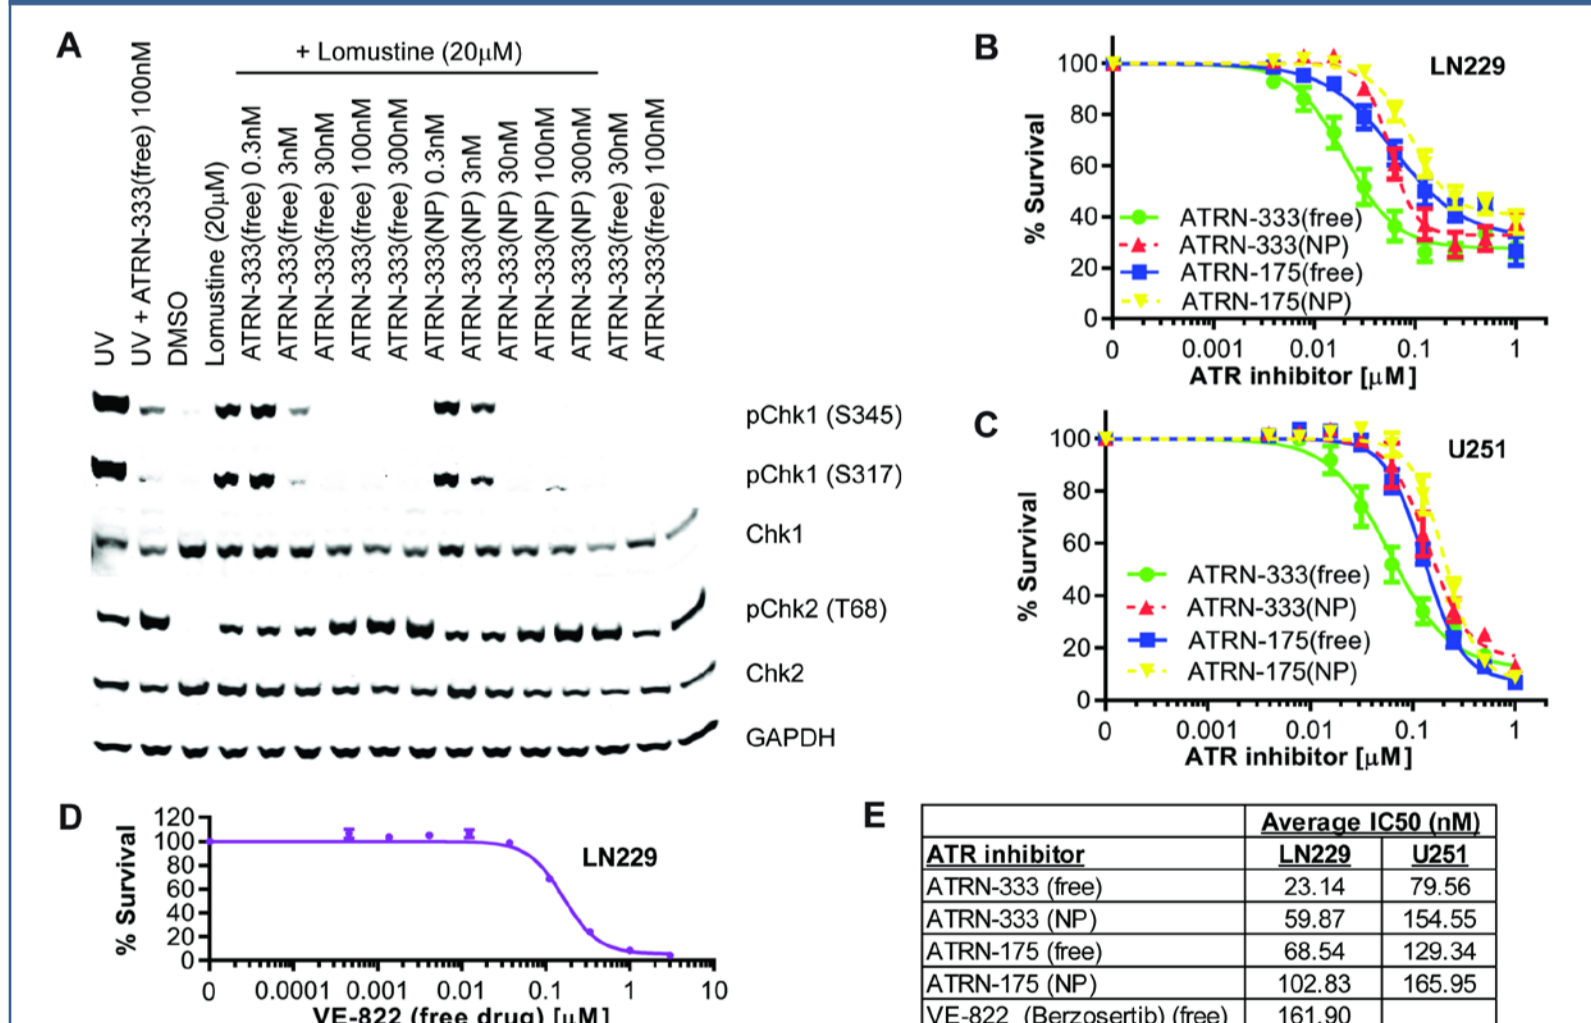 A
+ Lomustine (20µM)
UV
UV + ATRN-333(free) 100nM
DMSO
Lomustine (20µM)
ATRN-333(free) 0.3nM
ATRN-333(free) 3nM
ATRN-333(free) 30nM
ATRN-333(free) 100nM
ATRN-333(free) 300nM
ATRN-333(NP) 0.3nM
ATRN-333(NP) 3nM
ATRN-333(NP) 30nM
ATRN-333(NP) 100nM
ATRN-333(NP) 300nM
ATRN-333(free) 30nM
ATRN-333(free) 100nM
pChk1 (S345)
pChk1 (S317)
Chk1
pChk2 (T68)
Chk2
GAPDH
B
LN229
% Survival
100
80
60
40
20
0
ATRN-333(free)
ATRN-333(NP)
ATRN-175(free)
ATRN-175(NP)
0 0.001 0.01 0.1 1
ATR inhibitor [µM]
C
U251
% Survival
100
80
60
40
20
0
ATRN-333(free)
ATRN-333(NP)
ATRN-175(free)
ATRN-175(NP)
0 0.001 0.01 0.1 1
ATR inhibitor [µM]
D
LN229
% Survival
120
100
80
60
40
20
0
0 0.0001 0.001 0.01 0.1 1 10
VE-822 (free drug) [µM]
E
Average IC50 (nM)
ATR inhibitor LN229 U251
ATRN-333 (free) 23.14 79.56
ATRN-333 (NP) 59.87 154.55
ATRN-175 (free) 68.54 129.34
ATRN-175 (NP) 102.83 165.95
VE-822 (Berzosertib) (free) 161.90